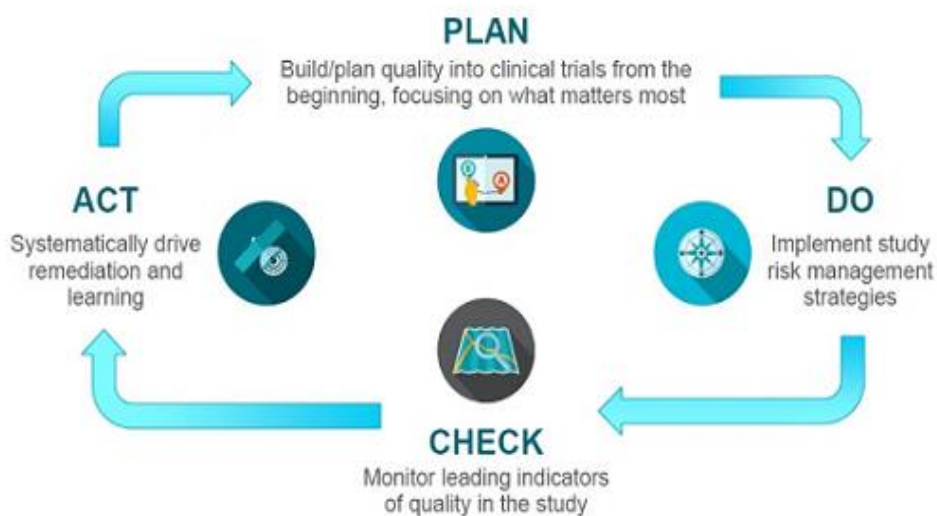 PLAN
Build/plan quality into clinical trials from the
beginning, focusing on what matters most
ACT
Systematically drive
remediation and
learning
DO
Implement study
risk management
strategies
CHECK
Monitor leading indicators
of quality in the study